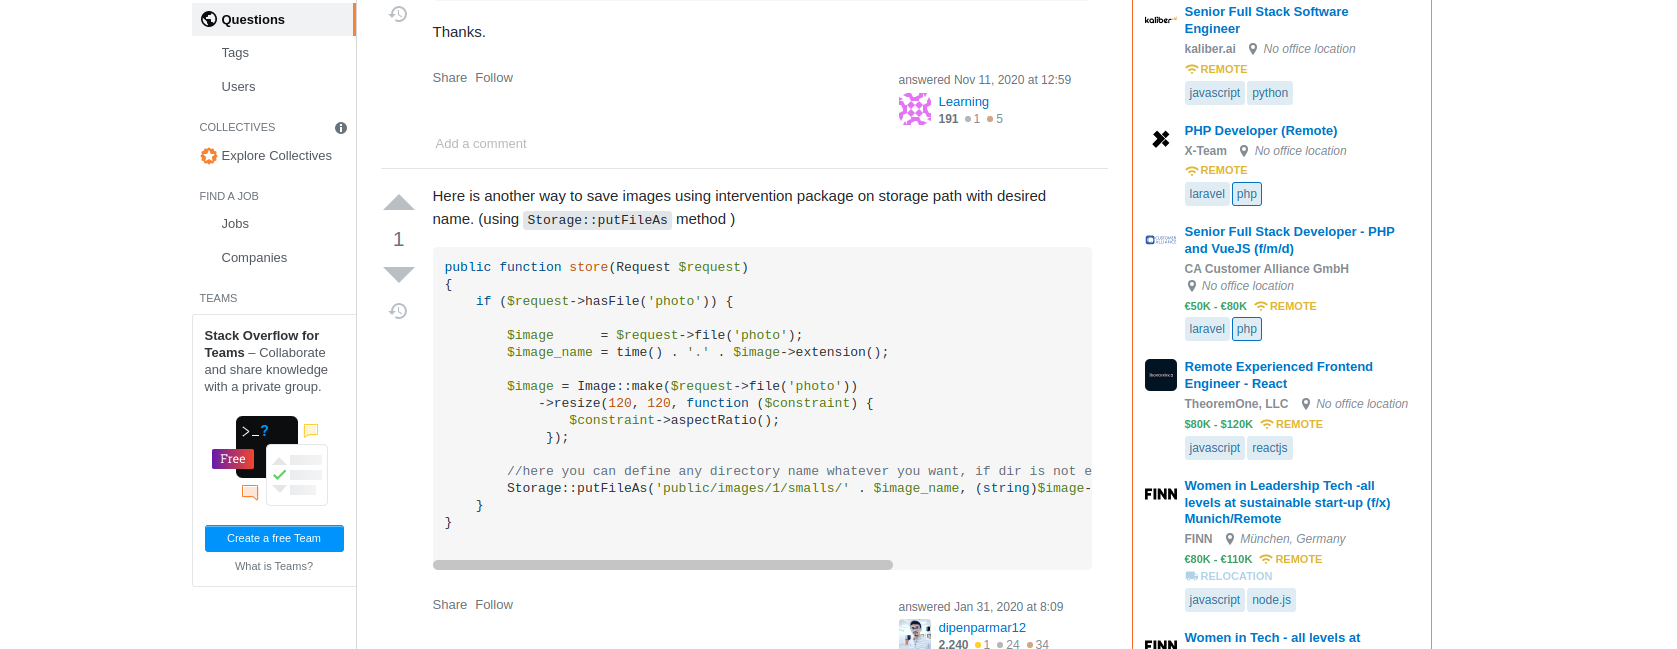 Questions
Tags
Users
COLLECTIVES
Explore Collectives
FIND A JOB
Jobs
Companies
TEAMS
Stack Overflow for
Teams – Collaborate
and share knowledge
with a private group.
>_?
Free
Create a free Team
What is Teams?
Thanks.
Share Follow
answered Nov 11, 2020 at 12:59
Learning
191 1 5
Add a comment
Here is another way to save images using intervention package on storage path with desired
name. (using Storage::putFileAs method )
1
public function store(Request $request)
{
    if ($request->hasFile('photo')) {
        $image      = $request->file('photo');
        $image_name = time() . '.' . $image->extension();
        $image = Image::make($request->file('photo'))
            ->resize(120, 120, function ($constraint) {
                $constraint->aspectRatio();
             });
        //here you can define any directory name whatever you want, if dir is not e
        Storage::putFileAs('public/images/1/smalls/' . $image_name, (string)$image-
    }
}
Share Follow
answered Jan 31, 2020 at 8:09
dipenparmar12
2,240 1 24 34
kaliber
Senior Full Stack Software
Engineer
kaliber.ai No office location
REMOTE
javascript python
PHP Developer (Remote)
X-Team No office location
REMOTE
laravel php
Senior Full Stack Developer - PHP
and VueJS (f/m/d)
CA Customer Alliance GmbH
No office location
€50K - €80K REMOTE
laravel php
Remote Experienced Frontend
Engineer - React
TheoremOne, LLC No office location
$80K - $120K REMOTE
javascript reactjs
FINN
Women in Leadership Tech -all
levels at sustainable start-up (f/x)
Munich/Remote
FINN München, Germany
€80K - €110K REMOTE
RELOCATION
javascript node.js
FINN
Women in Tech - all levels at